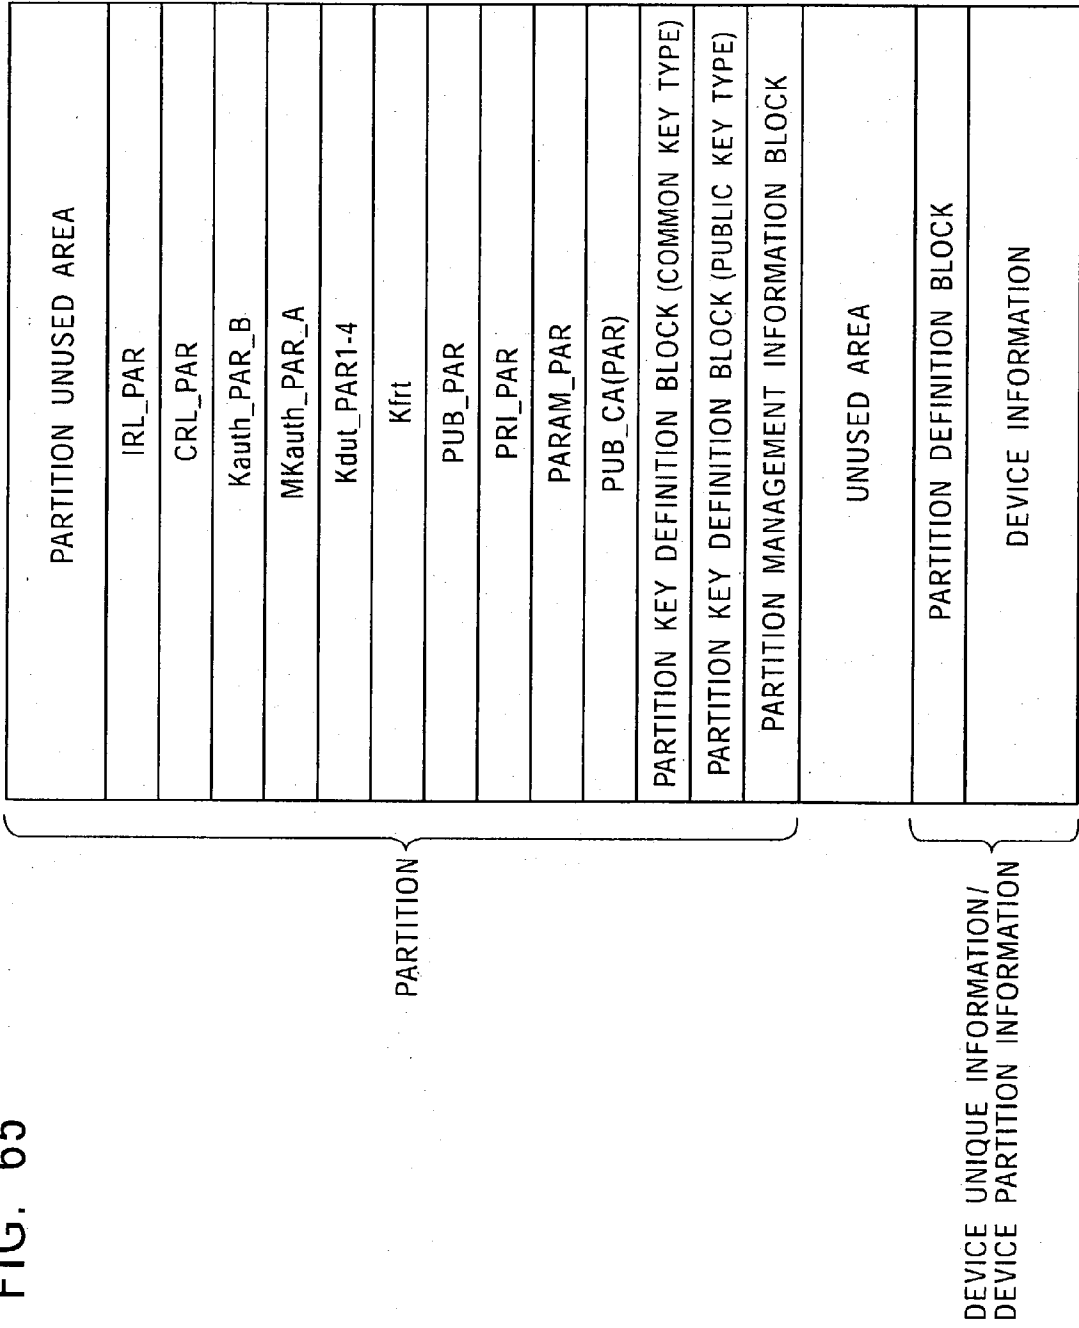 FIG. 65
PARTITION UNUSED AREA
IRL_PAR
CRL_PAR
Kauth_PAR_B
MKauth_PAR_A
Kdut_PAR1-4
Kfrt
PUB_PAR
PRI_PAR
PARAM_PAR
PUB_CA(PAR)
PARTITION KEY DEFINITION BLOCK (COMMON KEY TYPE)
PARTITION KEY DEFINITION BLOCK (PUBLIC KEY TYPE)
PARTITION MANAGEMENT INFORMATION BLOCK
PARTITION
UNUSED AREA
PARTITION DEFINITION BLOCK
DEVICE INFORMATION
DEVICE UNIQUE INFORMATION/
DEVICE PARTITION INFORMATION